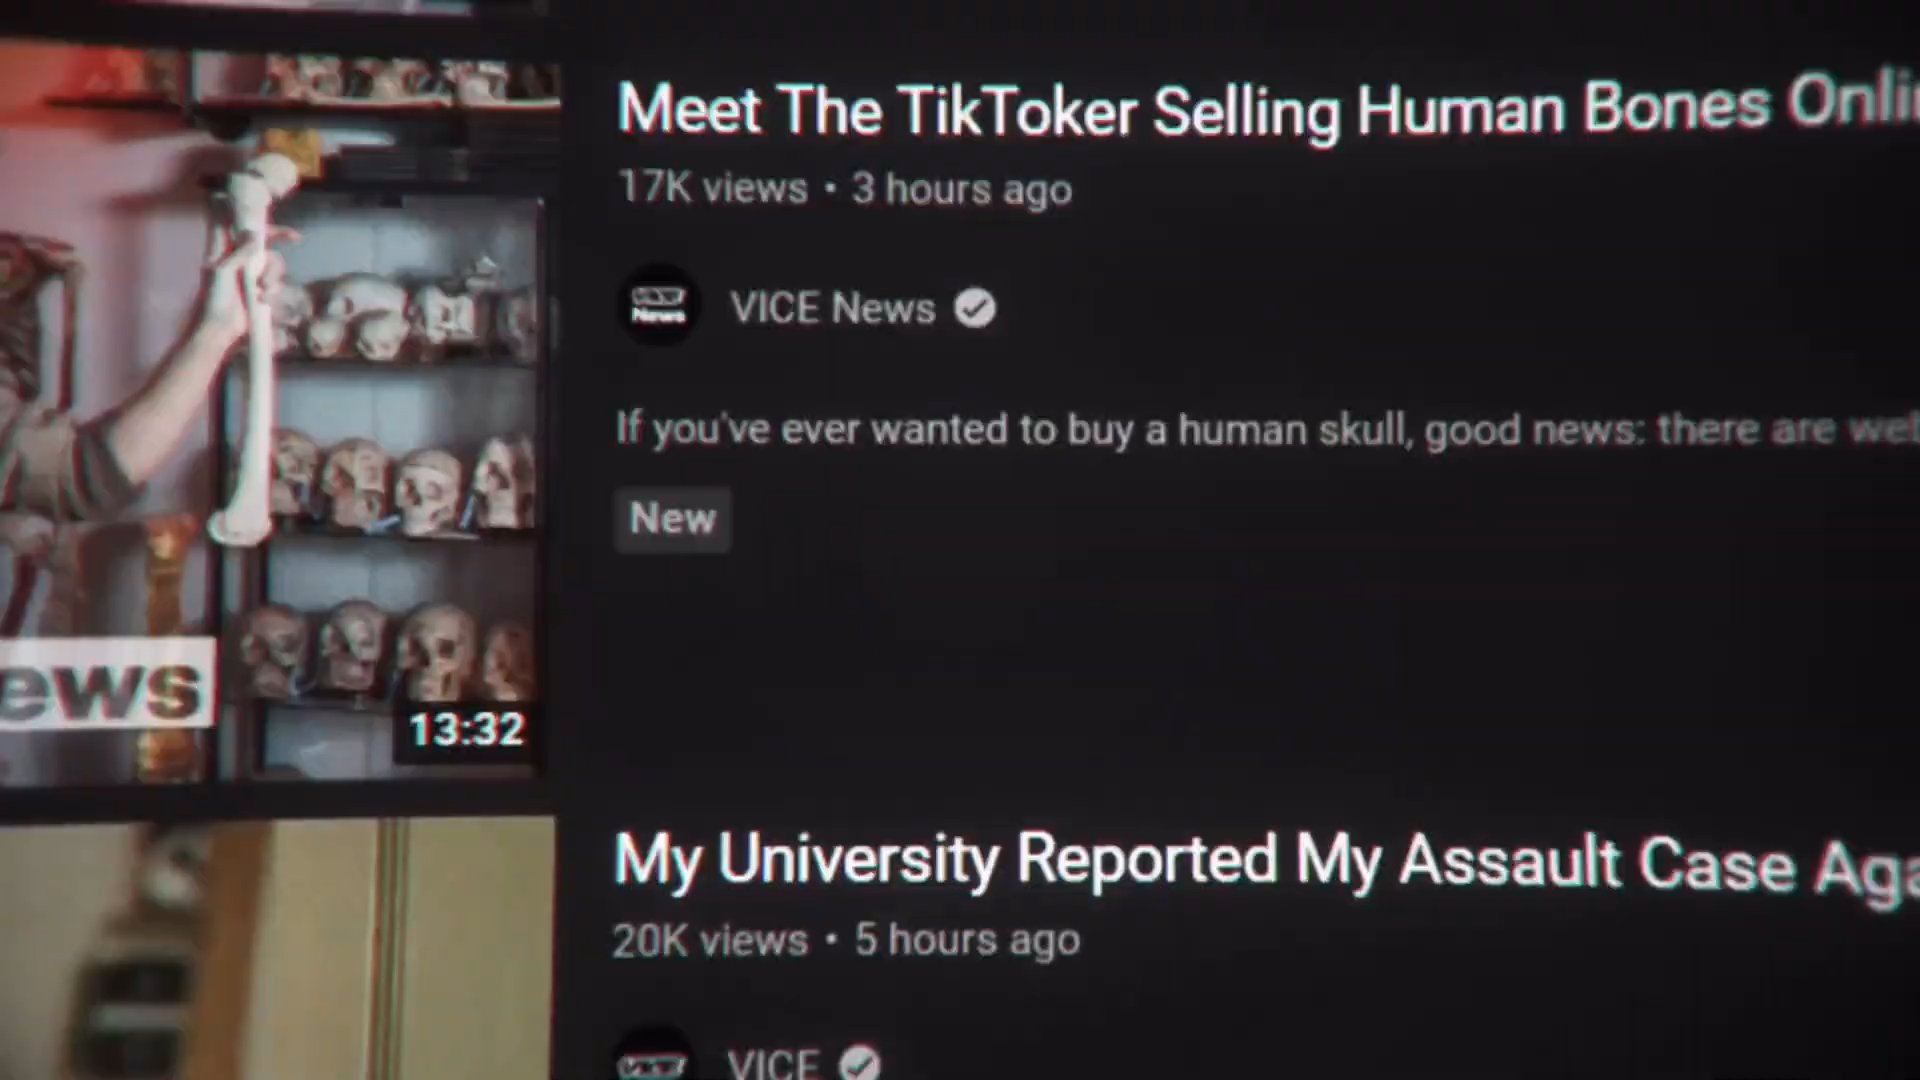 Meet The TikToker Selling Human Bones
17K views • 3 hours ago
News
VICE News
If you've ever wanted to buy a human skull, good news: there are
New
ews
13:32
My University Reported My Assault Case
20K views • 5 hours ago
VICE
VICE